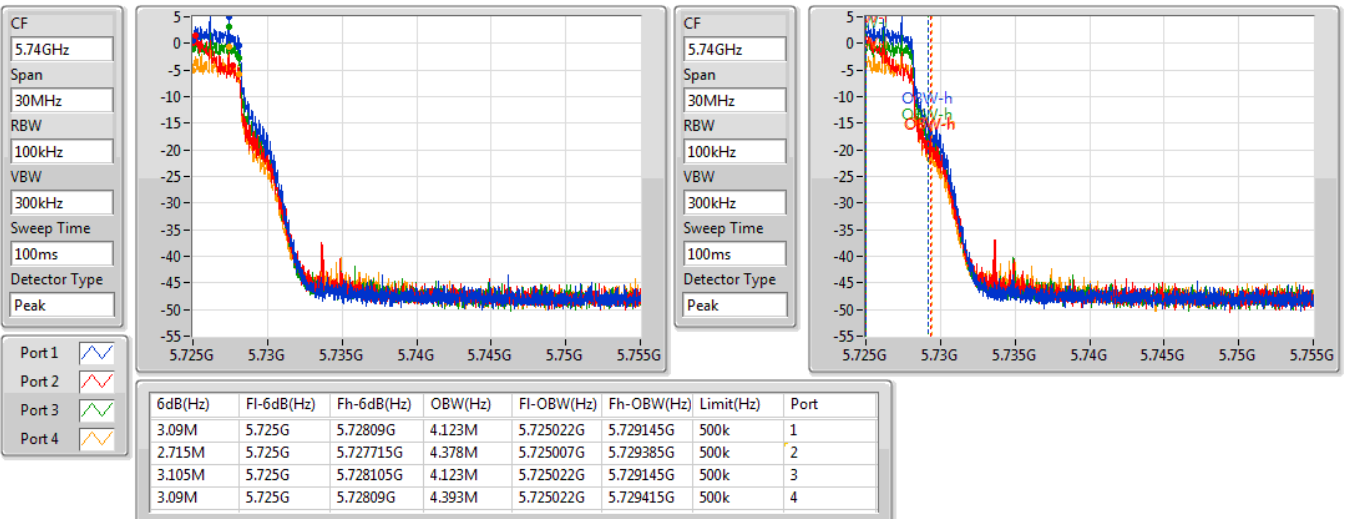 CF
5.74GHz
Span
30MHz
RBW
100kHz
VBW
300kHz
Sweep Time
100ms
Detector Type
Peak
Port 1
Port 2
Port 3
Port 4
5
0
-5
-10
-15
-20
-25
-30
-35
-40
-45
-50
-55
5.725G 5.73G 5.735G 5.74G 5.745G 5.75G 5.755G
CF
5.74GHz
Span
30MHz
RBW
100kHz
VBW
300kHz
Sweep Time
100ms
Detector Type
Peak
5
0
-5
-10
-15
-20
-25
-30
-35
-40
-45
-50
-55
OBW-h
OBW-h
OBW-h
5.725G 5.73G 5.735G 5.74G 5.745G 5.75G 5.755G
6dB(Hz) Fl-6dB(Hz) Fh-6dB(Hz) OBW(Hz) Fl-OBW(Hz) Fh-OBW(Hz) Limit(Hz) Port
3.09M 5.725G 5.72809G 4.123M 5.725022G 5.729145G 500k 1
2.715M 5.725G 5.727715G 4.378M 5.725007G 5.729385G 500k 2
3.105M 5.725G 5.728105G 4.123M 5.725022G 5.729145G 500k 3
3.09M 5.725G 5.72809G 4.393M 5.725022G 5.729415G 500k 4